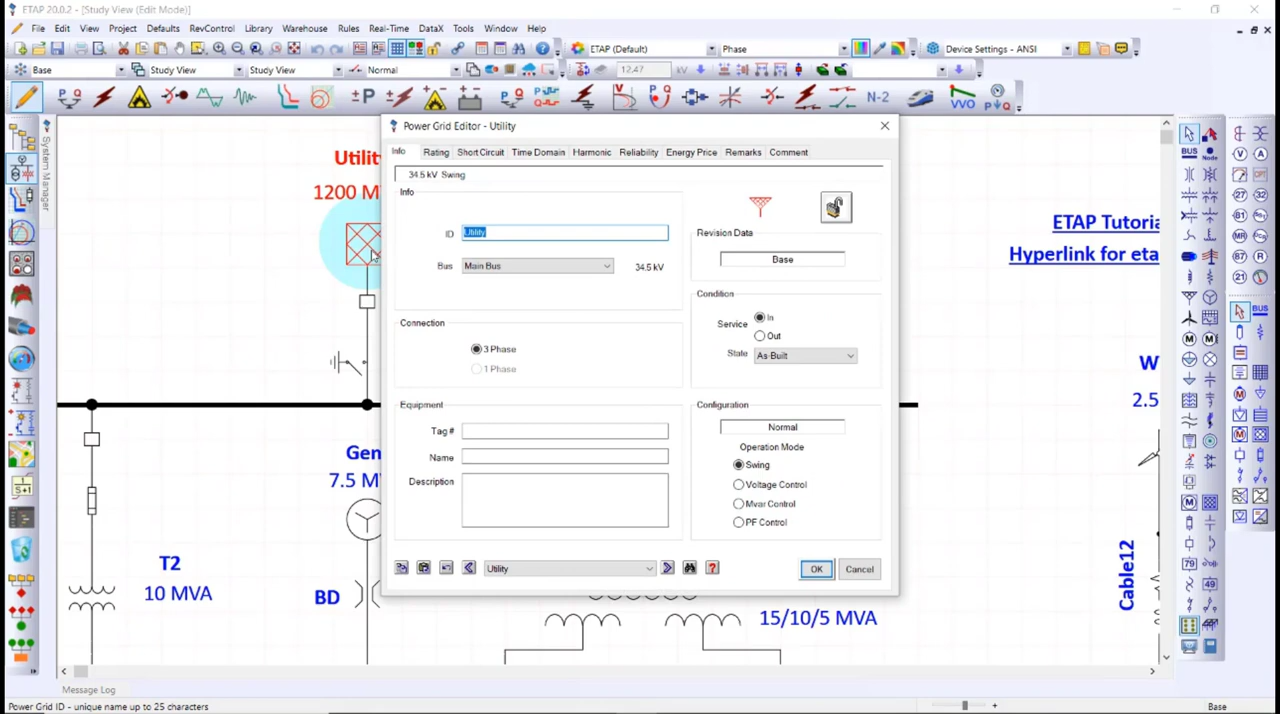 ETAP 20.0.2 - [Study View (Edit Mode)]
File Edit View Project Defaults RevControl Library Warehouse Rules Real-Time DataX Tools Window Help
ETAP (Default) Phase Device Settings - ANSI
Base Study View Study View Normal 12.47 kV
N-2 VVO
System Manager
Utility
1200 M
Power Grid Editor - Utility
Info Rating Short Circuit Time Domain Harmonic Reliability Energy Price Remarks Comment
34.5 kV Swing
Info
ID Utility
Bus Main Bus 34.5 kV
Revision Data
Base
Condition
Service In
Out
State As-Built
Connection
3 Phase
1 Phase
Equipment
Tag #
Name
Description
Configuration
Normal
Operation Mode
Swing
Voltage Control
Mvar Control
PF Control
Utility OK Cancel
ETAP Tutoria
Hyperlink for eta
W
2.5
Cable12
Gen
7.5 M
T2
10 MVA
BD
15/10/5 MVA
BUS Node
BUS
Message Log
Power Grid ID - unique name up to 25 characters Base